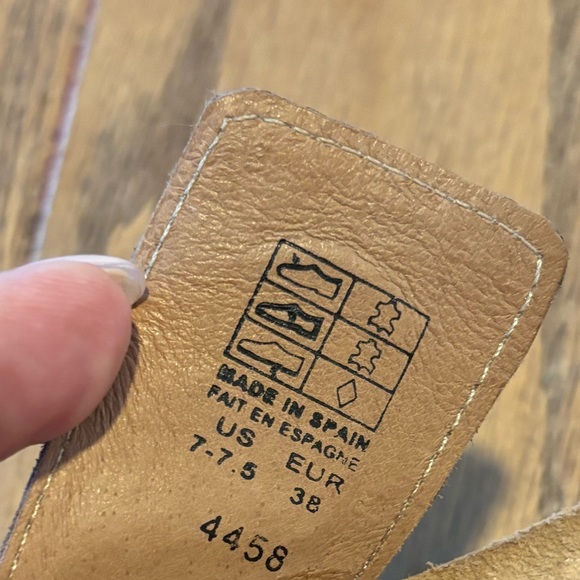 MADE IN SPAIN
FAIT EN ESPAGNE
US EUR
7-7.5 38
4458